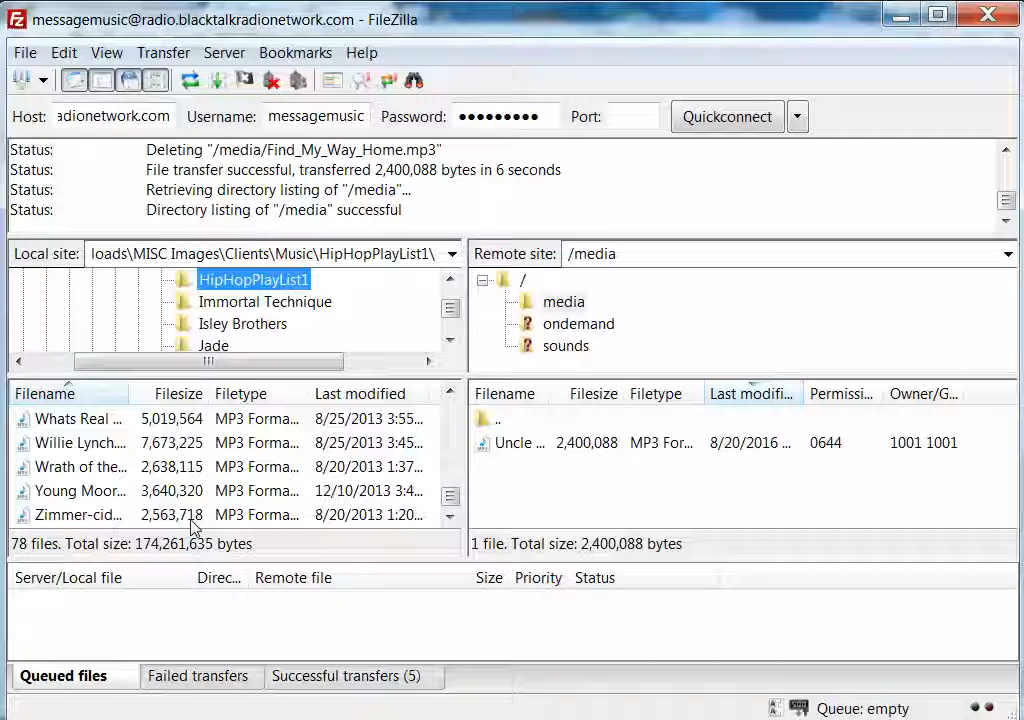 messagemusic@radio.blacktalkradionetwork.com - FileZilla
File Edit View Transfer Server Bookmarks Help
Host: adionetwork.com Username: messagemusic Password: ●●●●●●●●● Port: Quickconnect
Status: Deleting "/media/Find_My_Way_Home.mp3"
Status: File transfer successful, transferred 2,400,088 bytes in 6 seconds
Status: Retrieving directory listing of "/media"...
Status: Directory listing of "/media" successful
Local site: loads\MISC Images\Clients\Music\HipHopPlayList1\
HipHopPlayList1
Immortal Technique
Isley Brothers
Jade
Remote site: /media
/
media
ondemand
sounds
Filename Filesize Filetype Last modified
Whats Real ... 5,019,564 MP3 Forma... 8/25/2013 3:55...
Willie Lynch.... 7,673,225 MP3 Forma... 8/25/2013 3:45...
Wrath of the... 2,638,115 MP3 Forma... 8/20/2013 1:37...
Young Moor... 3,640,320 MP3 Forma... 12/10/2013 3:4...
Zimmer-cid... 2,563,718 MP3 Forma... 8/20/2013 1:20...
78 files. Total size: 174,261,635 bytes
Filename Filesize Filetype Last modifi... Permissi... Owner/G...
..
Uncle ... 2,400,088 MP3 For... 8/20/2016 ... 0644 1001 1001
1 file. Total size: 2,400,088 bytes
Server/Local file Direc... Remote file Size Priority Status
Queued files Failed transfers Successful transfers (5)
Queue: empty